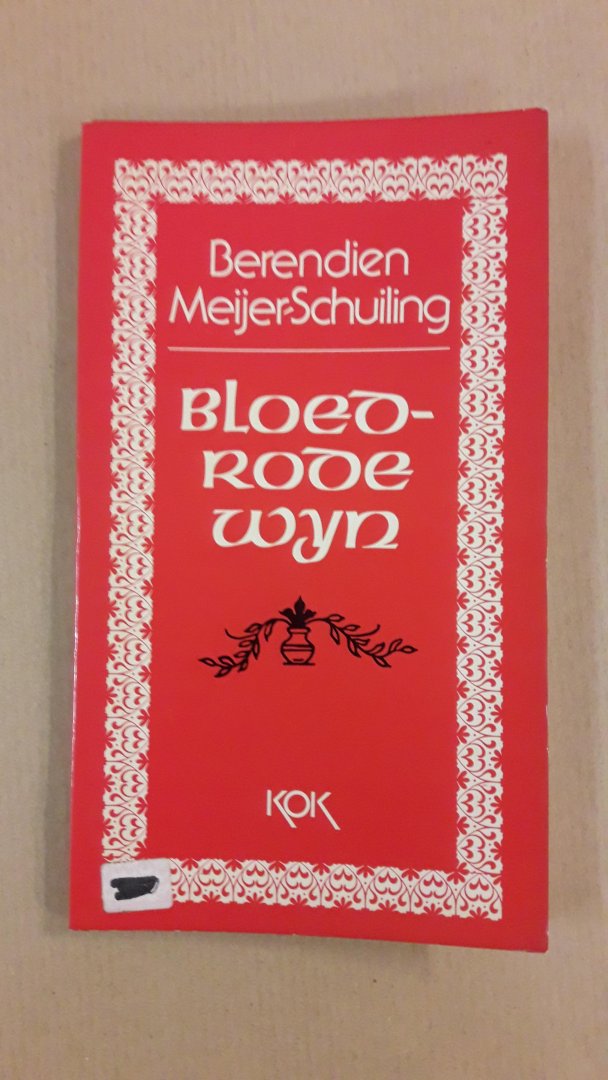 Berendien
Meijer-Schuiling
BLOED-
RODE
WYN
KOK